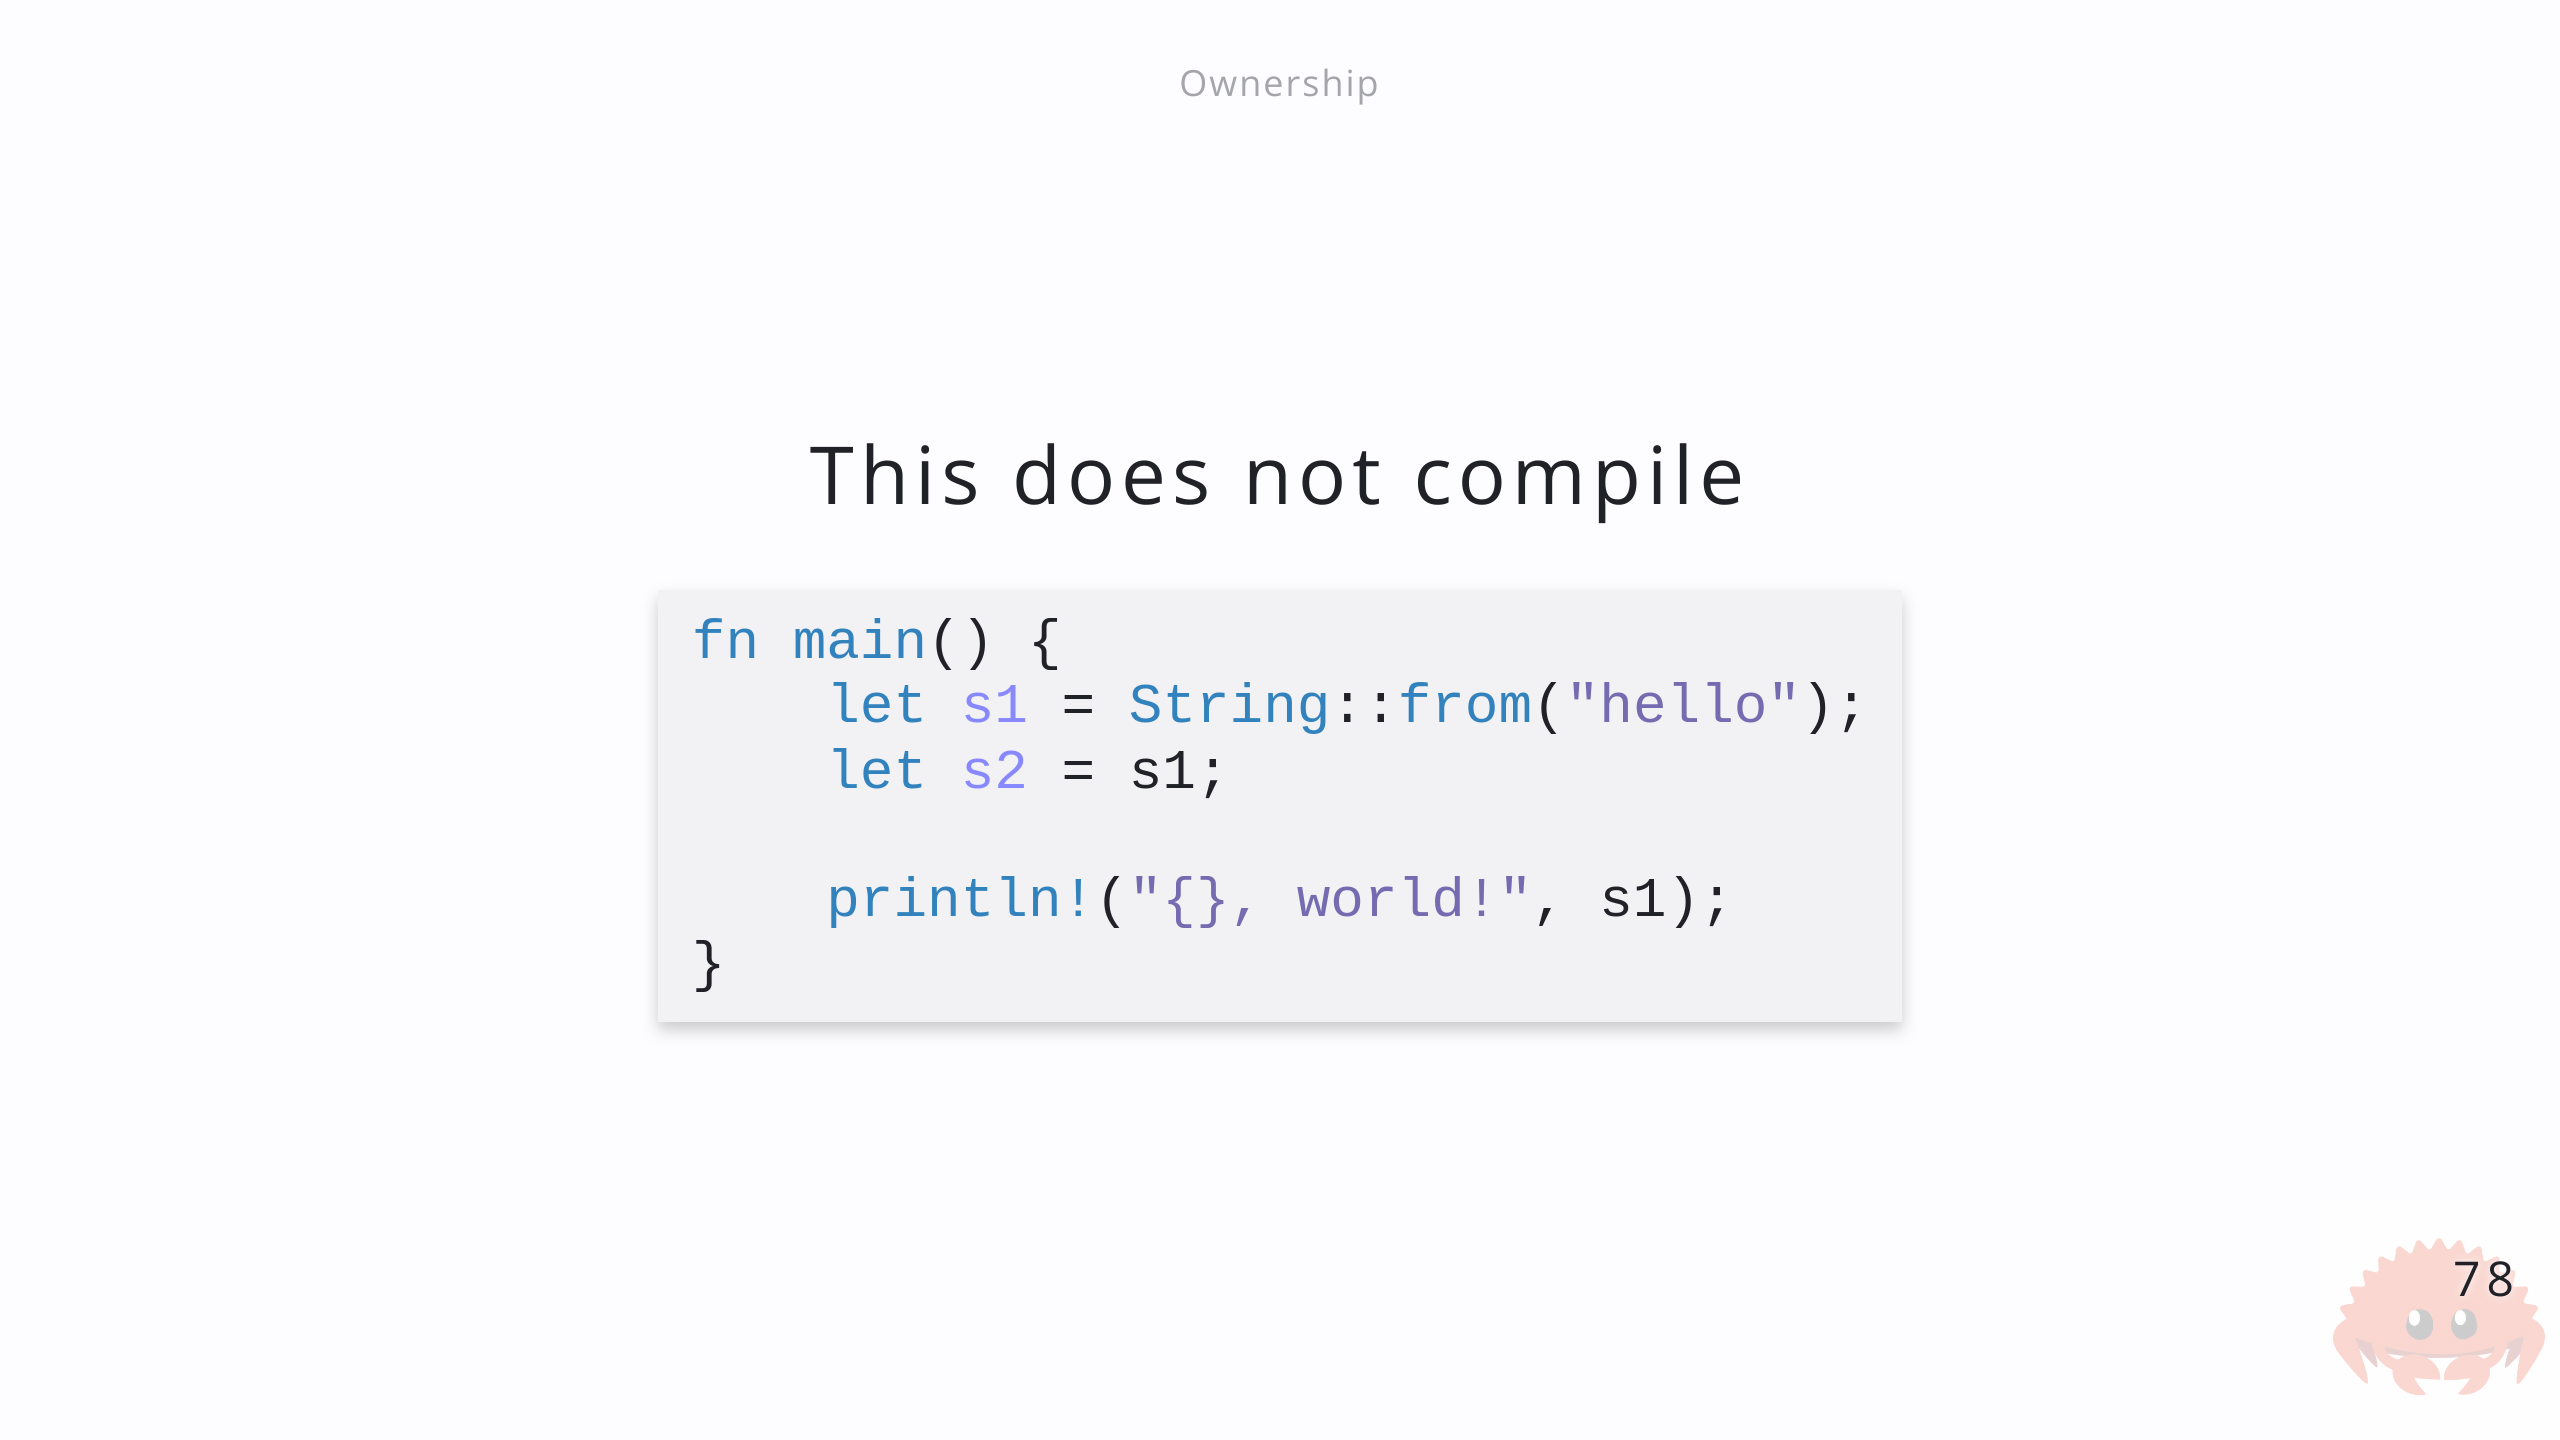 Ownership
This does not compile
fn main() {
    let s1 = String::from("hello");
    let s2 = s1;

    println!("{}, world!", s1);
}
78